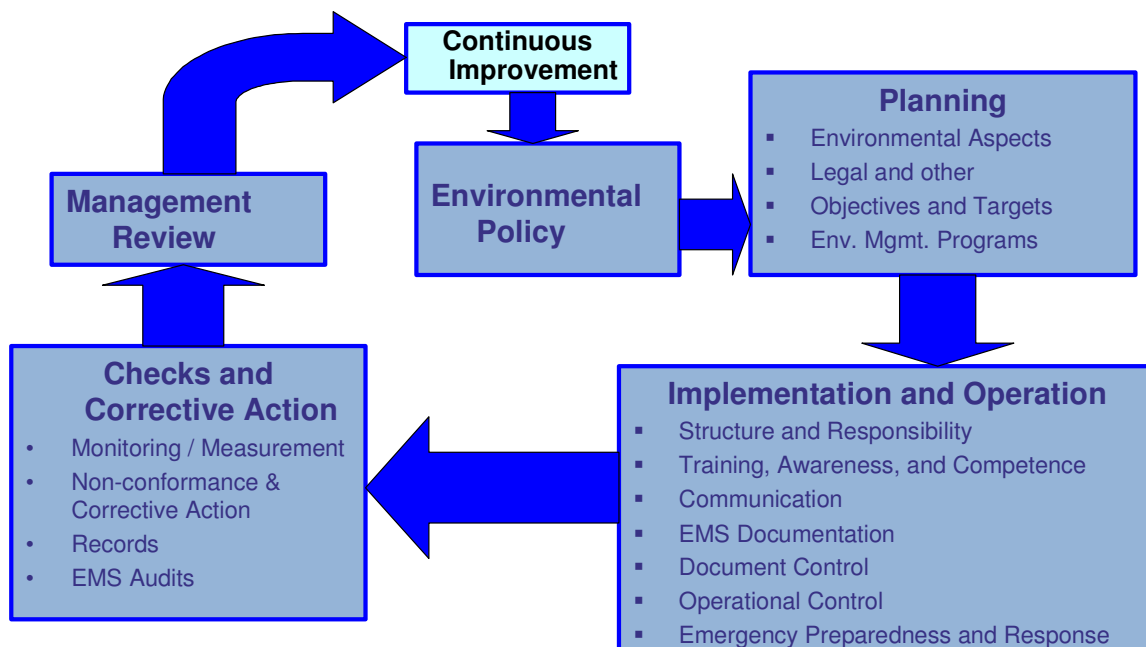 Continuous
Improvement
Planning
▪ Environmental Aspects
▪ Legal and other
▪ Objectives and Targets
▪ Env. Mgmt. Programs
Environmental
Policy
Management
Review
Checks and
Corrective Action
• Monitoring / Measurement
• Non-conformance &
Corrective Action
• Records
• EMS Audits
Implementation and Operation
▪ Structure and Responsibility
▪ Training, Awareness, and Competence
▪ Communication
▪ EMS Documentation
▪ Document Control
▪ Operational Control
▪ Emergency Preparedness and Response